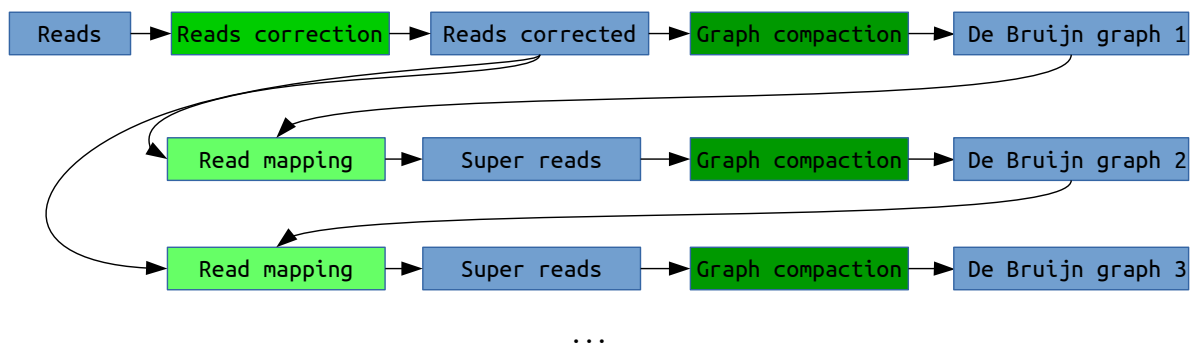 Reads Reads correction Reads corrected Graph compaction De Bruijn graph 1
Read mapping Super reads Graph compaction De Bruijn graph 2
Read mapping Super reads Graph compaction De Bruijn graph 3
...